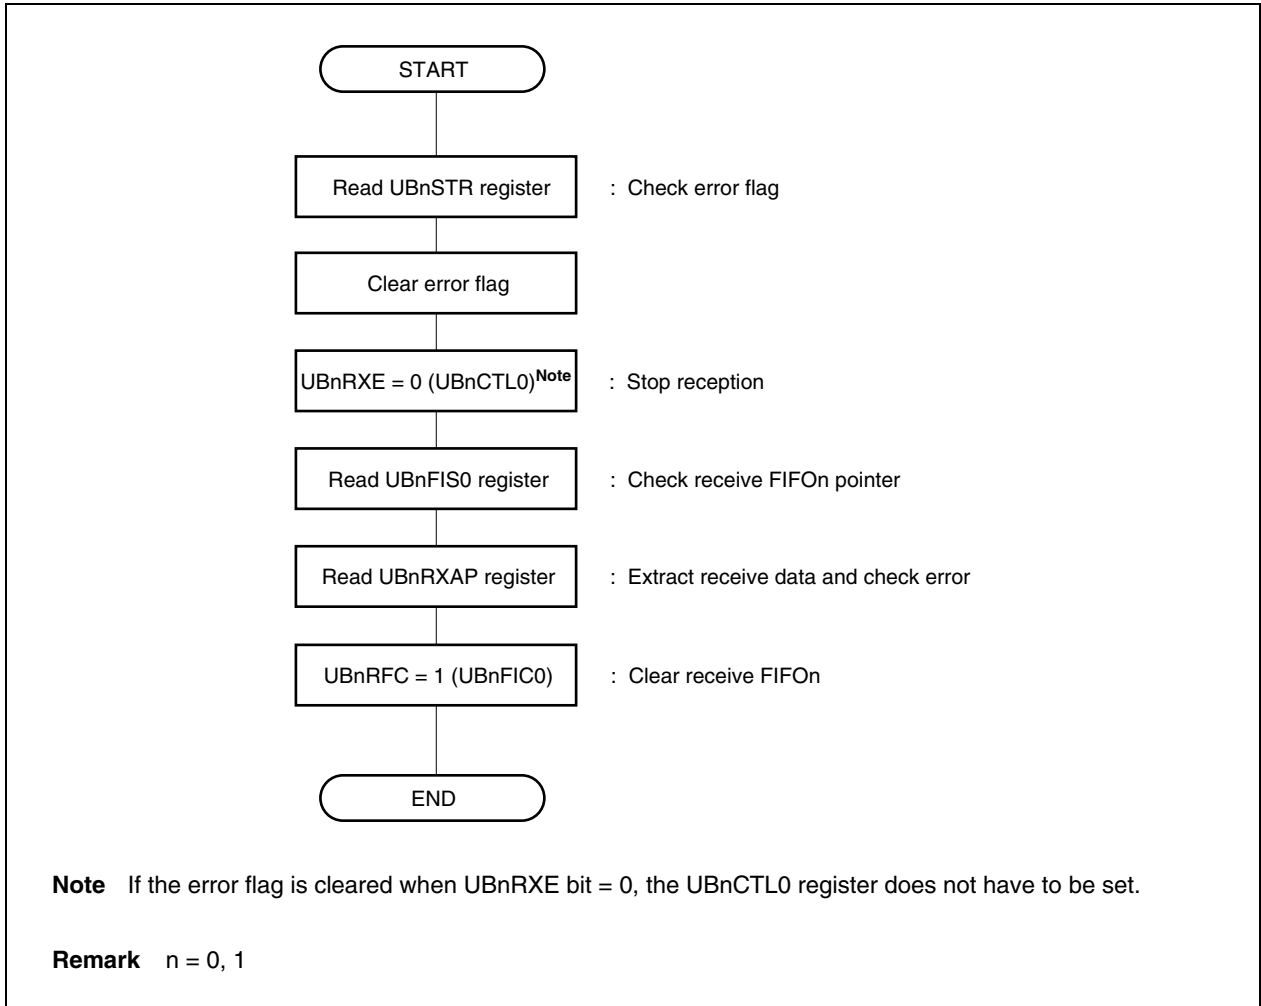 START
Read UBnSTR register : Check error flag
Clear error flag
UBnRXE = 0 (UBnCTL0)Note : Stop reception
Read UBnFIS0 register : Check receive FIFOn pointer
Read UBnRXAP register : Extract receive data and check error
UBnRFC = 1 (UBnFIC0) : Clear receive FIFOn
END
Note If the error flag is cleared when UBnRXE bit = 0, the UBnCTL0 register does not have to be set.
Remark n = 0, 1